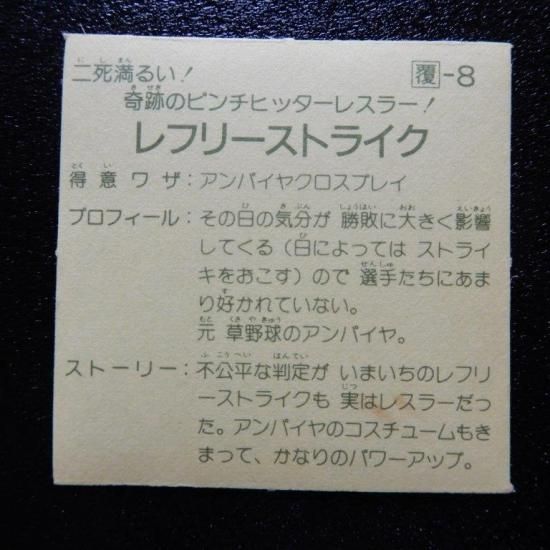 二死満るい! 覆-8
奇跡のピンチヒッターレスラー!
レフリーストライク
得意ワザ:アンパイヤクロスプレイ
プロフィール:その日の気分が 勝敗に大きく影響
してくる(日によっては ストライ
キをおこす)ので 選手たちにあま
り好かれていない。
元 草野球のアンパイヤ。
ストーリー:不公平な判定が いまいちのレフリ
ーストライクも 実はレスラーだっ
た。アンパイヤのコスチュームもき
まって、かなりのパワーアップ。